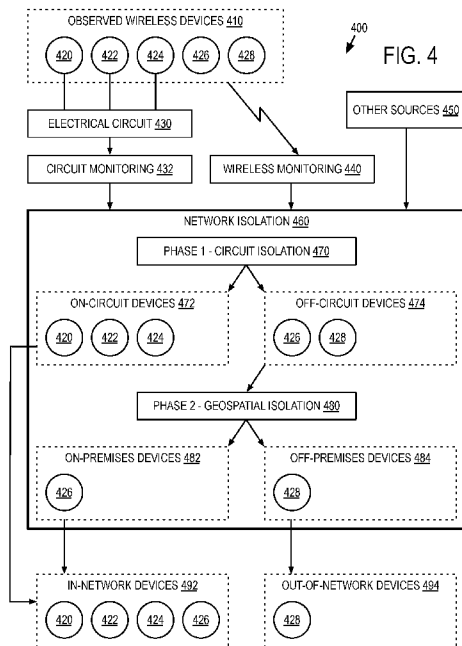 OBSERVED WIRELESS DEVICES 410
420 422 424 426 428
400
FIG. 4
ELECTRICAL CIRCUIT 430
OTHER SOURCES 450
CIRCUIT MONITORING 432
WIRELESS MONITORING 440
NETWORK ISOLATION 460
PHASE 1 - CIRCUIT ISOLATION 470
ON-CIRCUIT DEVICES 472
420 422 424
OFF-CIRCUIT DEVICES 474
426 428
PHASE 2 - GEOSPATIAL ISOLATION 480
ON-PREMISES DEVICES 482
426
OFF-PREMISES DEVICES 484
428
IN-NETWORK DEVICES 492
420 422 424 426
OUT-OF-NETWORK DEVICES 494
428